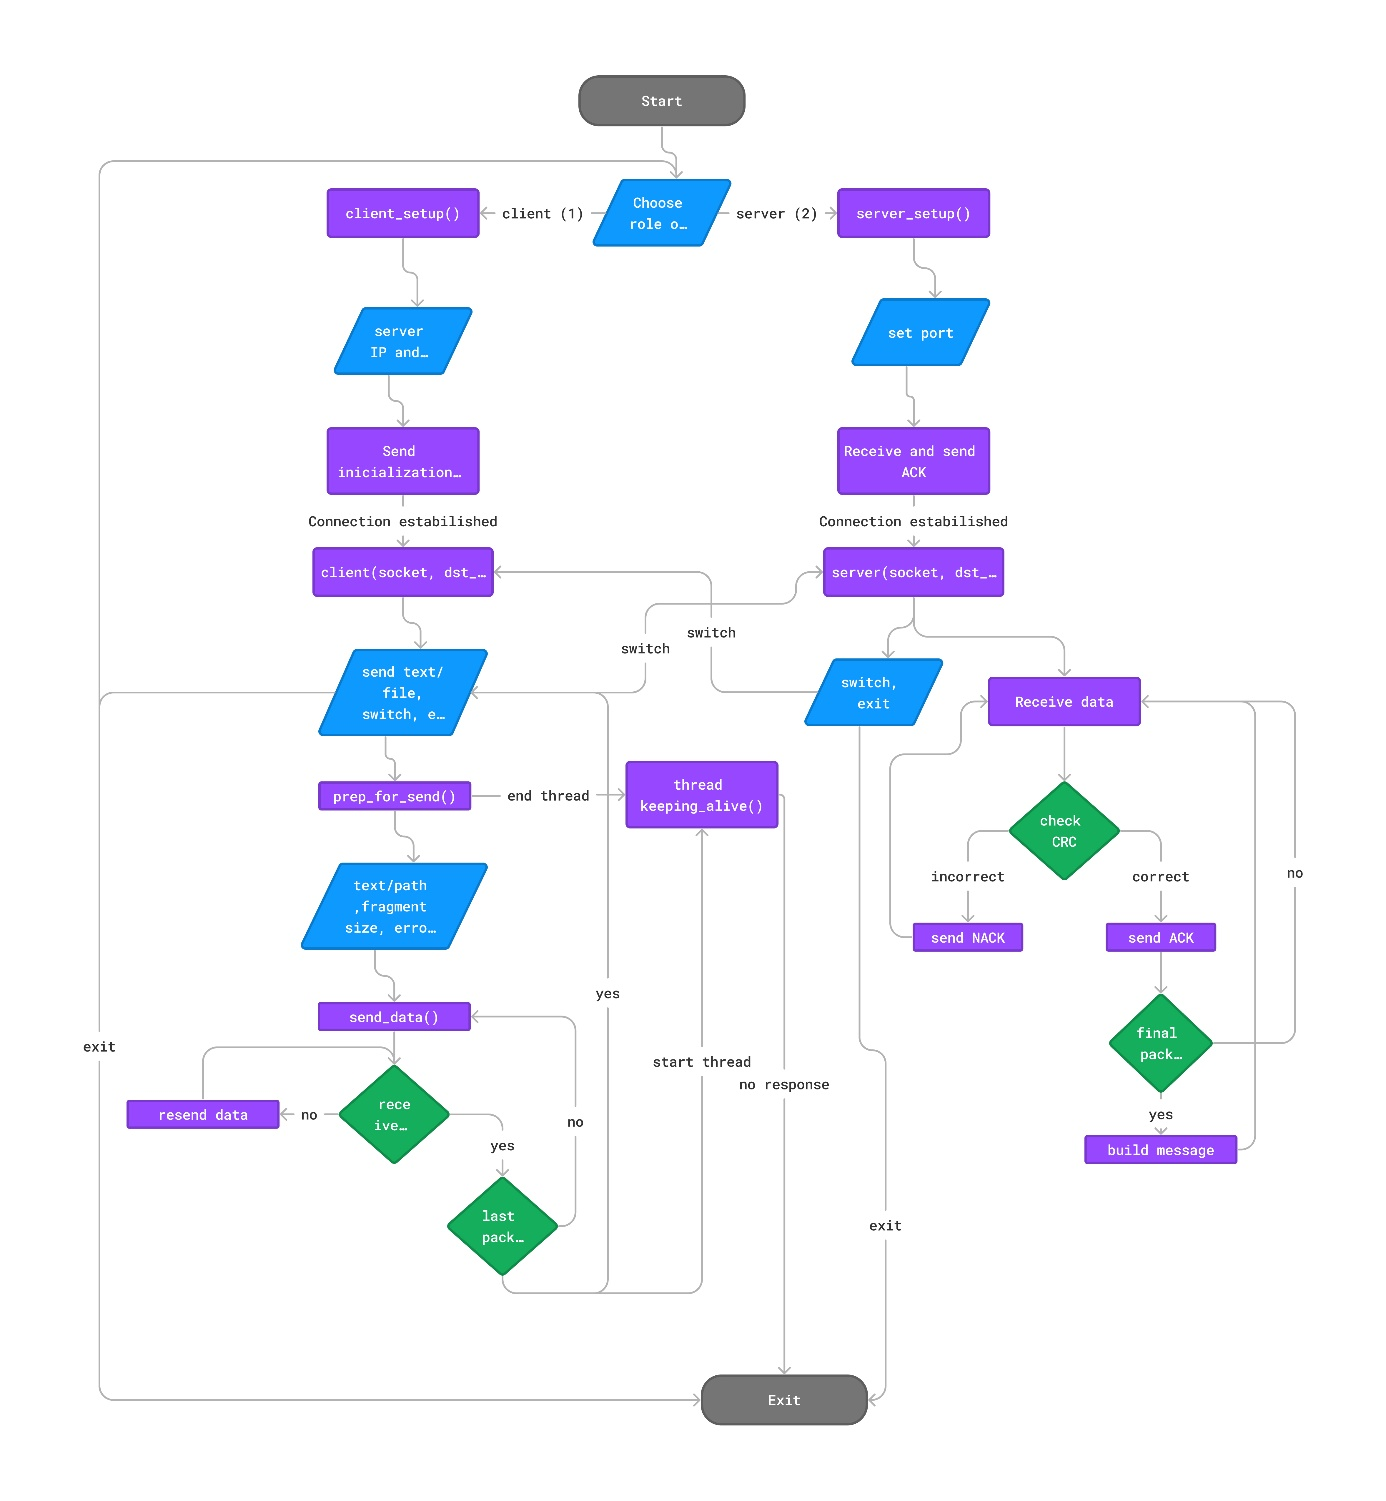 Start
client_setup()
client (1)
Choose
role o…
server (2)
server_setup()
server
IP and…
set port
Send
inicialization…
Receive and send
ACK
Connection estabilished
Connection estabilished
client(socket, dst_…
server(socket, dst_…
switch
switch
send text/
file,
switch, e…
switch,
exit
Receive data
prep_for_send()
end thread
thread
keeping_alive()
check
CRC
incorrect
correct
no
text/path
,fragment
size, erro…
send NACK
send ACK
yes
send_data()
final
pack…
exit
start thread
no response
resend data
no
rece
ive…
no
yes
yes
build message
last
pack…
exit
Exit